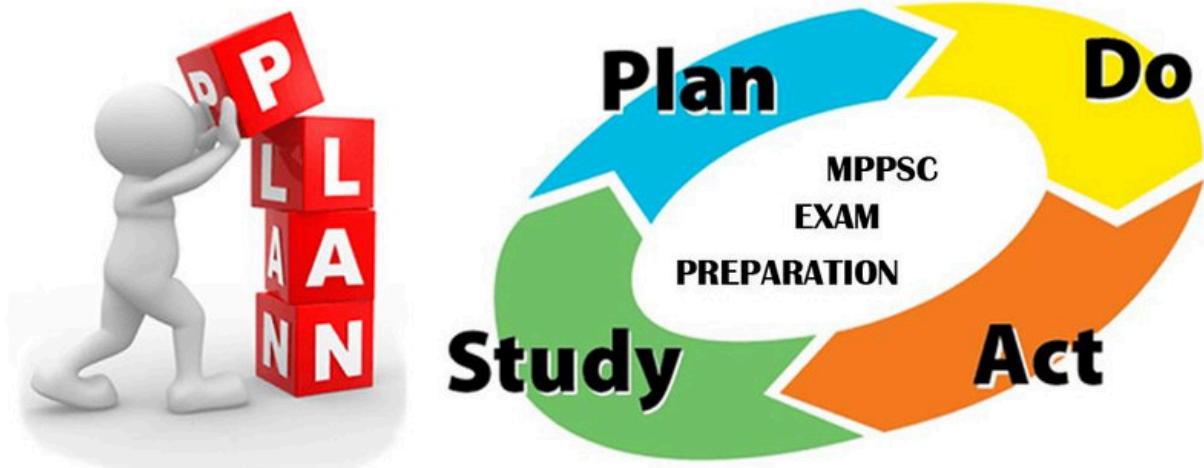 P P
L L
A A
N N
Plan
Do
MPPSC
EXAM
PREPARATION
Study
Act